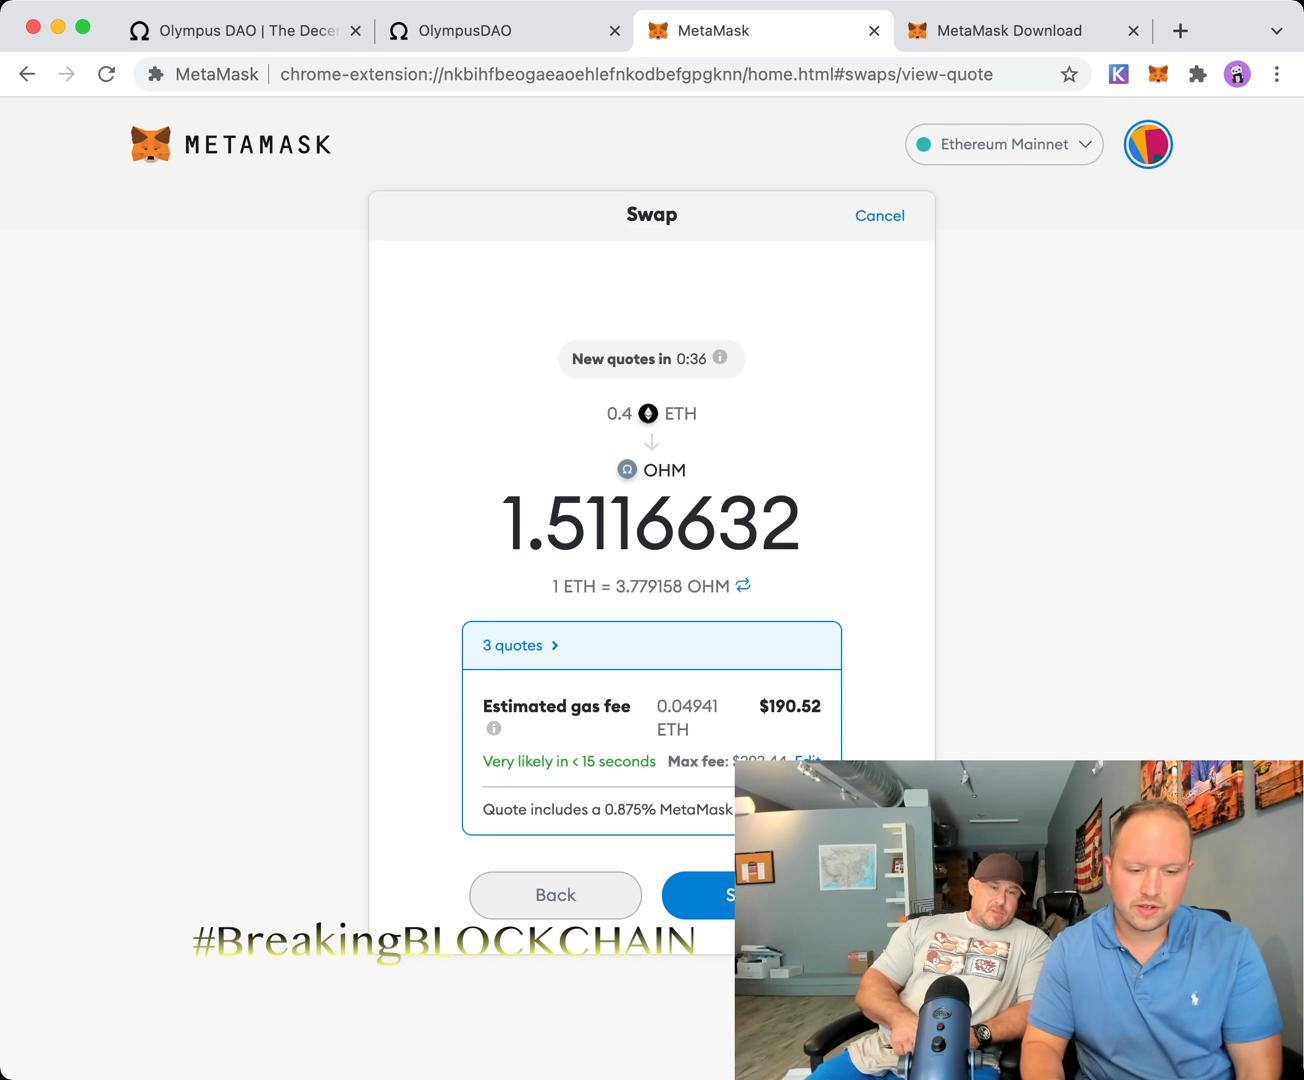 Olympus DAO | The Decen
OlympusDAO
MetaMask
MetaMask Download
MetaMask
chrome-extension://nkbihfbeogaeaoehlefnkodbefgpgknn/home.html#swaps/view-quote
METAMASK
Ethereum Mainnet
Swap
Cancel
New quotes in 0:36
0.4 ETH
OHM
1.5116632
1 ETH = 3.779158 OHM
3 quotes
Estimated gas fee 0.04941 ETH $190.52
Very likely in < 15 seconds Max fee:
Quote includes a 0.875% MetaMask
Back
#BreakingBLOCKCHAIN